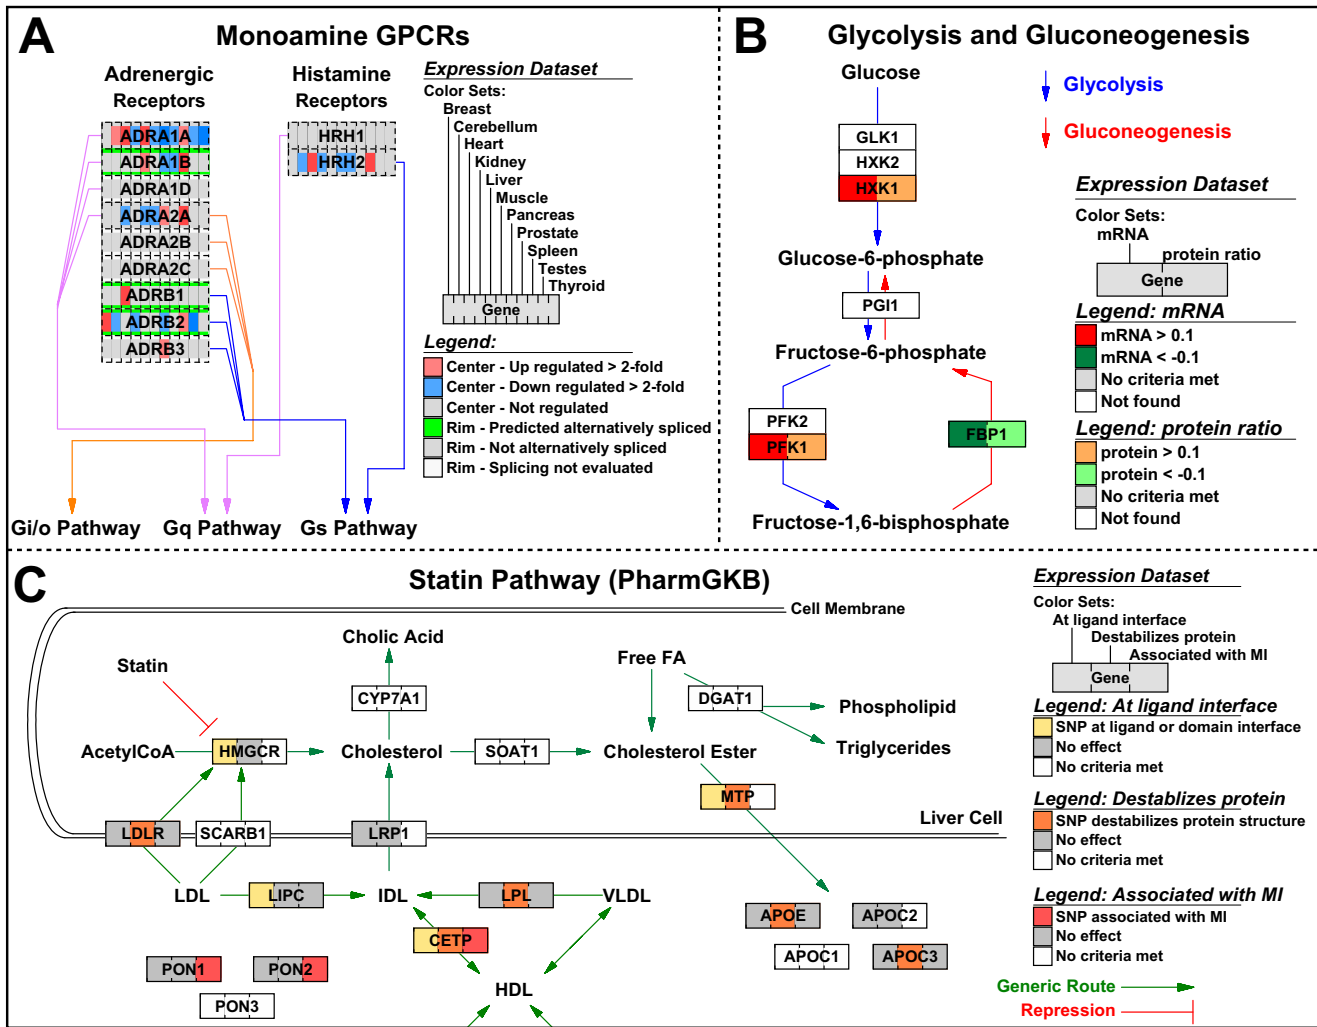 A
Monoamine GPCRs
Adrenergic
Receptors
Histamine
Receptors
ADRA1A
ADRA1B
ADRA1D
ADRA2A
ADRA2B
ADRA2C
ADRB1
ADRB2
ADRB3
HRH1
HRH2
Expression Dataset
Color Sets:
Breast
Cerebellum
Heart
Kidney
Liver
Muscle
Pancreas
Prostate
Spleen
Testes
Thyroid
Gene
Legend:
Center - Up regulated > 2-fold
Center - Down regulated > 2-fold
Center - Not regulated
Rim - Predicted alternatively spliced
Rim - Not alternatively spliced
Rim - Splicing not evaluated
Gi/o Pathway
Gq Pathway
Gs Pathway
B
Glycolysis and Gluconeogenesis
Glucose
GLK1
HXK2
HXK1
Glucose-6-phosphate
PGI1
Fructose-6-phosphate
PFK2
PFK1
FBP1
Fructose-1,6-bisphosphate
Glycolysis
Gluconeogenesis
Expression Dataset
Color Sets:
mRNA
protein ratio
Gene
Legend: mRNA
mRNA > 0.1
mRNA < -0.1
No criteria met
Not found
Legend: protein ratio
protein > 0.1
protein < -0.1
No criteria met
Not found
C
Statin Pathway (PharmGKB)
Cell Membrane
Cholic Acid
Statin
Free FA
CYP7A1
DGAT1
Phospholipid
AcetylCoA
HMGCR
Cholesterol
SOAT1
Cholesterol Ester
Triglycerides
MTP
Liver Cell
LDLR
SCARB1
LRP1
LDL
LIPC
IDL
LPL
VLDL
CETP
APOE
APOC2
APOC1
APOC3
PON1
PON2
PON3
HDL
Expression Dataset
Color Sets:
At ligand interface
Destabilizes protein
Associated with MI
Gene
Legend: At ligand interface
SNP at ligand or domain interface
No effect
No criteria met
Legend: Destablizes protein
SNP destabilizes protein structure
No effect
No criteria met
Legend: Associated with MI
SNP associated with MI
No effect
No criteria met
Generic Route
Repression